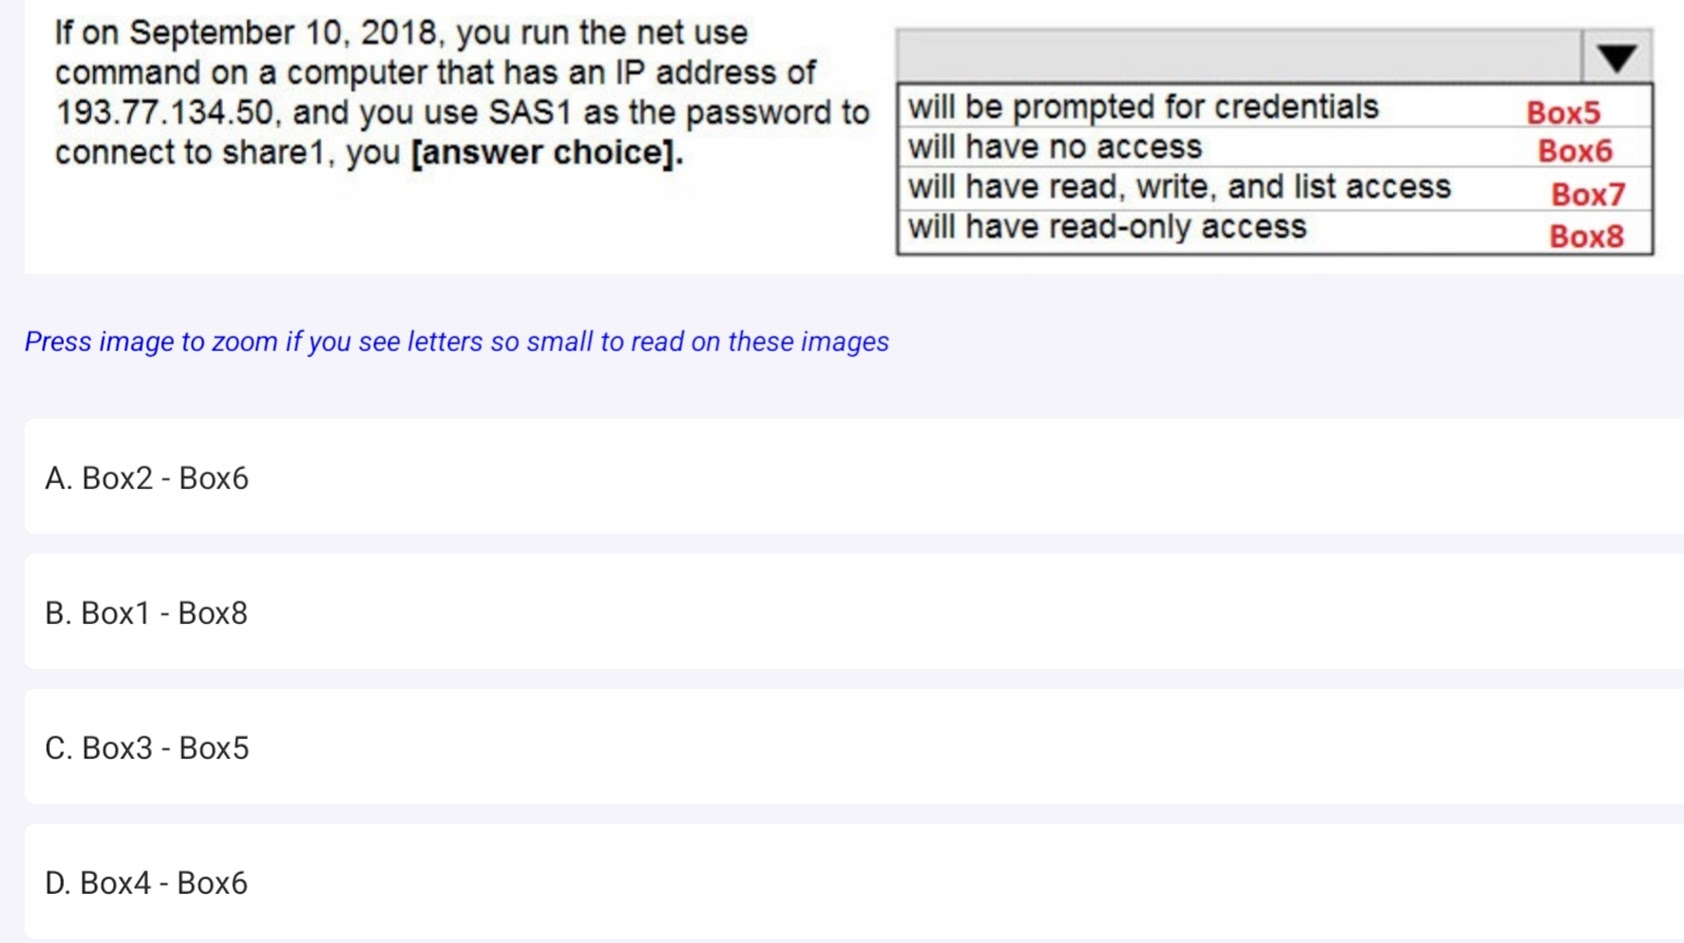 If on September 10, 2018, you run the net use
command on a computer that has an IP address of
193.77.134.50, and you use SAS1 as the password to
connect to share1, you [answer choice].
will be prompted for credentials Box5
will have no access Box6
will have read, write, and list access Box7
will have read-only access Box8
Press image to zoom if you see letters so small to read on these images
A. Box2 - Box6
B. Box1 - Box8
C. Box3 - Box5
D. Box4 - Box6